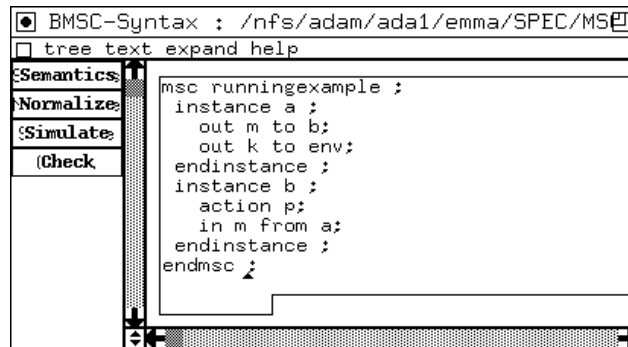 BMSC-Syntax : /nfs/adam/ada1/emma/SPEC/MSC
tree text expand help
Semantics
Normalize
Simulate
Check
msc runningexample ;
instance a ;
out m to b;
out k to env;
endinstance ;
instance b ;
action p;
in m from a;
endinstance ;
endmsc ;